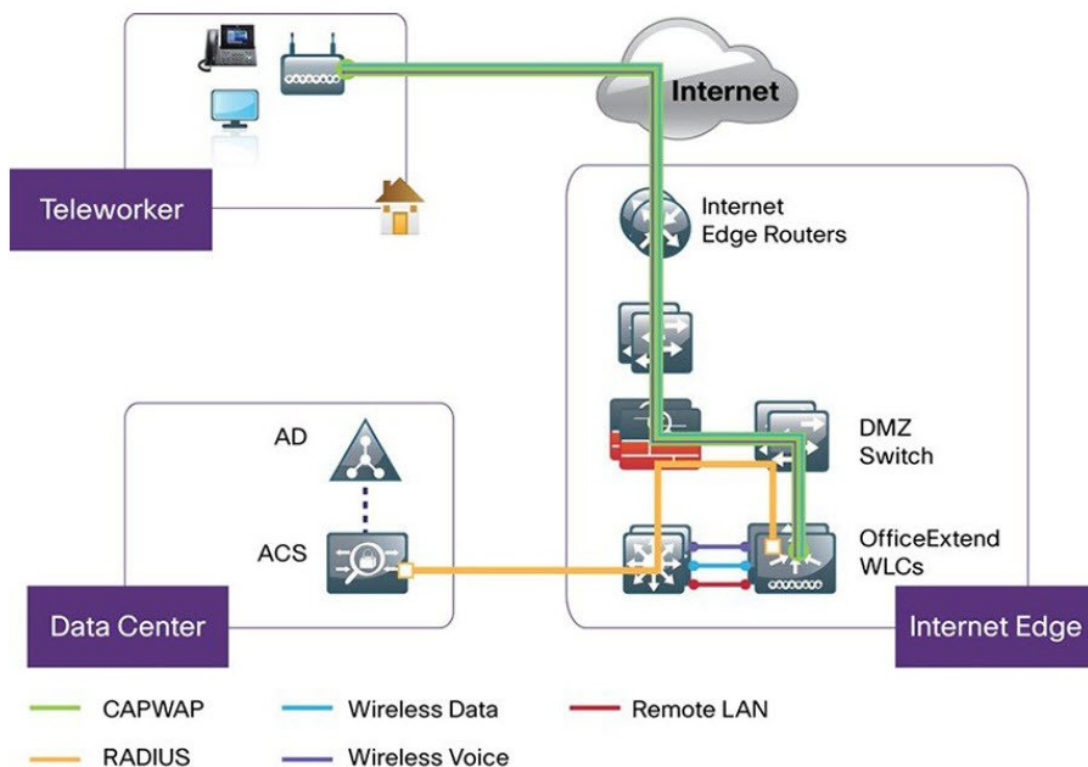 Internet
Teleworker
Internet
Edge Routers
AD
DMZ
Switch
ACS
OfficeExtend
WLCs
Data Center
Internet Edge
CAPWAP
Wireless Data
Remote LAN
RADIUS
Wireless Voice